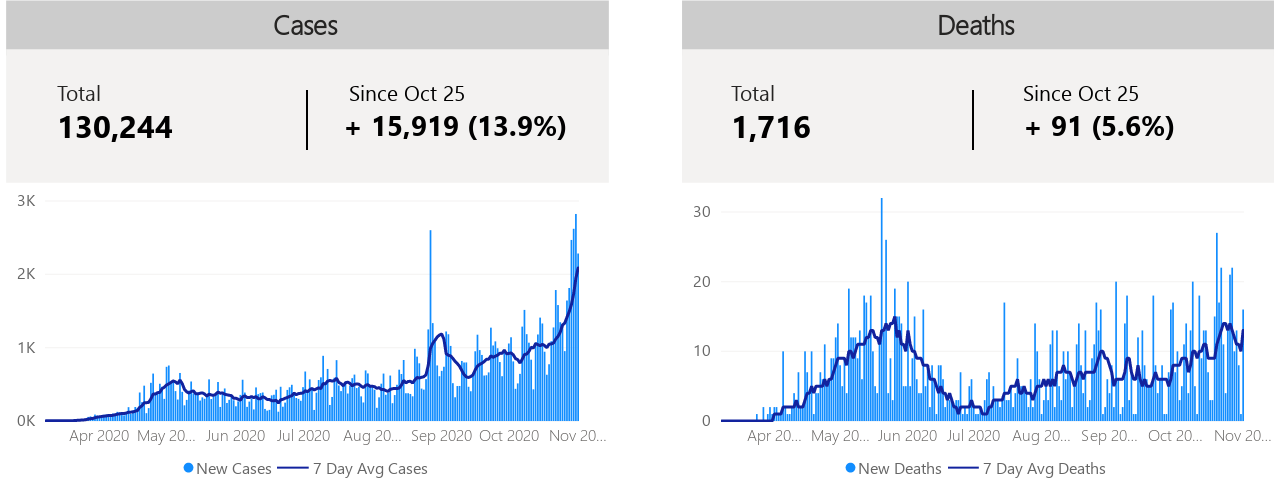 Cases
Total
Since Oct 25
130,244
+ 15,919 (13.9%)
3K
2K
1K
0K
Apr 2020 May 20... Jun 2020 Jul 2020 Aug 20... Sep 2020 Oct 2020 Nov 20...
New Cases 7 Day Avg Cases
Deaths
Total
Since Oct 25
1,716
+ 91 (5.6%)
30
20
10
0
Apr 20... May 20... Jun 2020 Jul 2020 Aug 20... Sep 20... Oct 20... Nov 20...
New Deaths 7 Day Avg Deaths